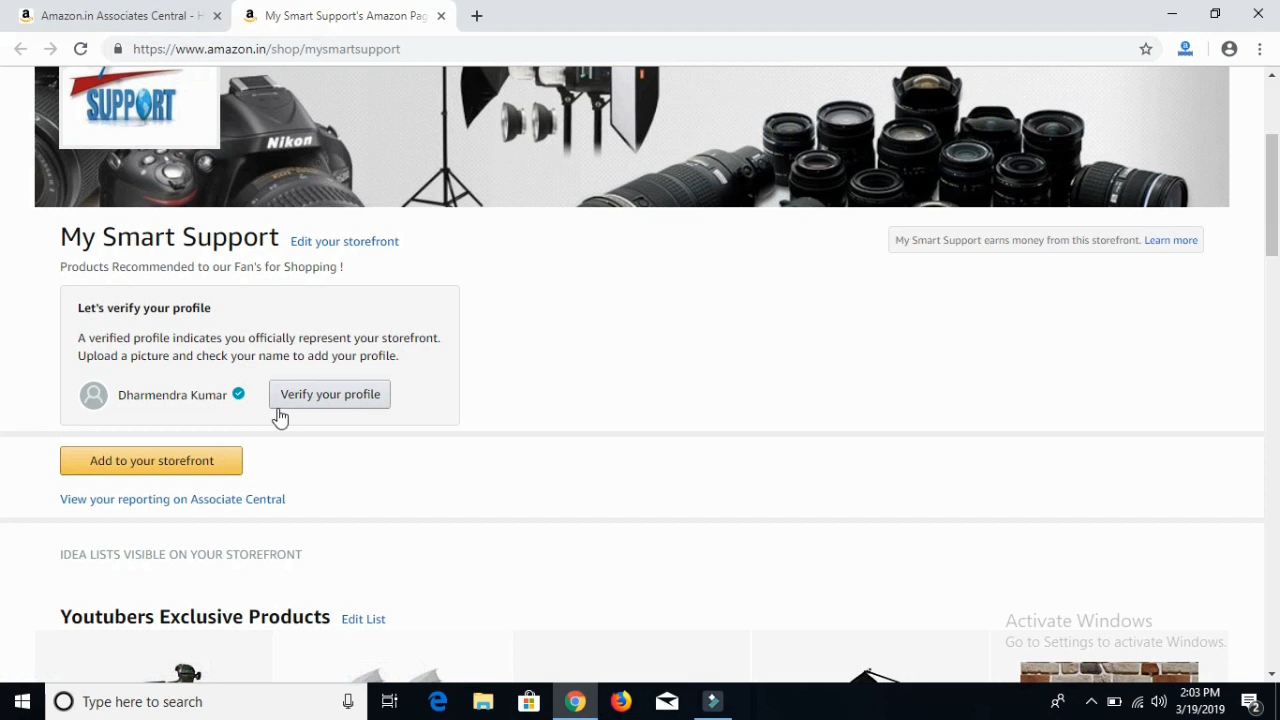 Amazon.in Associates Central - H
My Smart Support's Amazon Pag
https://www.amazon.in/shop/mysmartsupport
SUPPORT
Nikon
My Smart Support Edit your storefront
My Smart Support earns money from this storefront. Learn more
Products Recommended to our Fan's for Shopping !
Let's verify your profile
A verified profile indicates you officially represent your storefront.
Upload a picture and check your name to add your profile.
Dharmendra Kumar Verify your profile
Add to your storefront
View your reporting on Associate Central
IDEA LISTS VISIBLE ON YOUR STOREFRONT
Youtubers Exclusive Products Edit List
Activate Windows
Go to Settings to activate Windows.
Type here to search
2:03 PM
3/19/2019
2